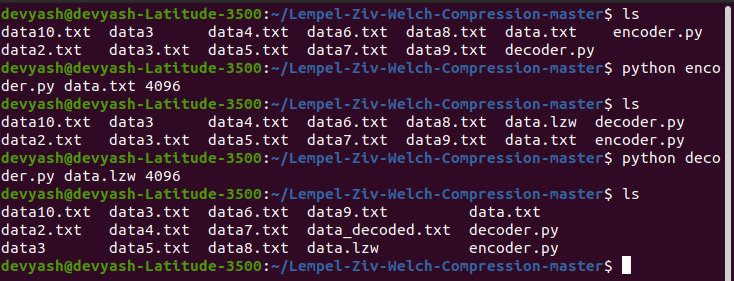 devyash@devyash-Latitude-3500:~/Lempel-Ziv-Welch-Compression-master$ ls
data10.txt data3 data4.txt data6.txt data8.txt data.txt encoder.py
data2.txt data3.txt data5.txt data7.txt data9.txt decoder.py
devyash@devyash-Latitude-3500:~/Lempel-Ziv-Welch-Compression-master$ python enco
der.py data.txt 4096
devyash@devyash-Latitude-3500:~/Lempel-Ziv-Welch-Compression-master$ ls
data10.txt data3 data4.txt data6.txt data8.txt data.lzw decoder.py
data2.txt data3.txt data5.txt data7.txt data9.txt data.txt encoder.py
devyash@devyash-Latitude-3500:~/Lempel-Ziv-Welch-Compression-master$ python deco
der.py data.lzw 4096
devyash@devyash-Latitude-3500:~/Lempel-Ziv-Welch-Compression-master$ ls
data10.txt data3.txt data6.txt data9.txt data.txt
data2.txt data4.txt data7.txt data_decoded.txt decoder.py
data3 data5.txt data8.txt data.lzw encoder.py
devyash@devyash-Latitude-3500:~/Lempel-Ziv-Welch-Compression-master$